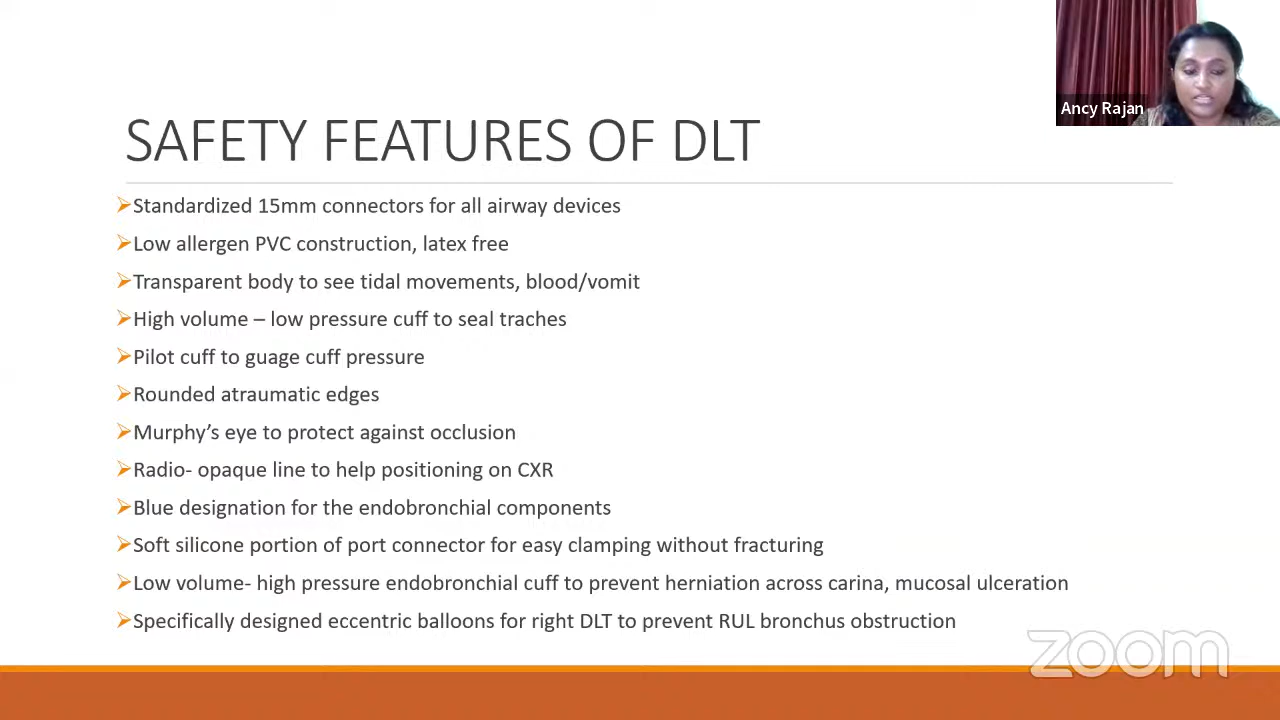 Ancy Rajan
SAFETY FEATURES OF DLT
Standardized 15mm connectors for all airway devices
Low allergen PVC construction, latex free
Transparent body to see tidal movements, blood/vomit
High volume – low pressure cuff to seal traches
Pilot cuff to guage cuff pressure
Rounded atraumatic edges
Murphy’s eye to protect against occlusion
Radio- opaque line to help positioning on CXR
Blue designation for the endobronchial components
Soft silicone portion of port connector for easy clamping without fracturing
Low volume- high pressure endobronchial cuff to prevent herniation across carina, mucosal ulceration
Specifically designed eccentric balloons for right DLT to prevent RUL bronchus obstruction
zoom